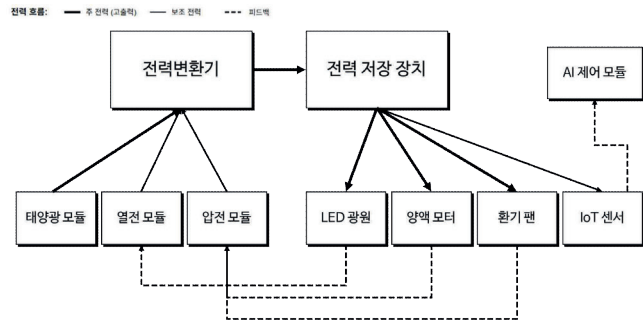 전력 흐름: 주 전력 (고출력) 보조 전력 피드백
전력변환기
전력 저장 장치
AI 제어 모듈
태양광 모듈
열전 모듈
압전 모듈
LED 광원
양액 모터
환기 팬
IoT 센서